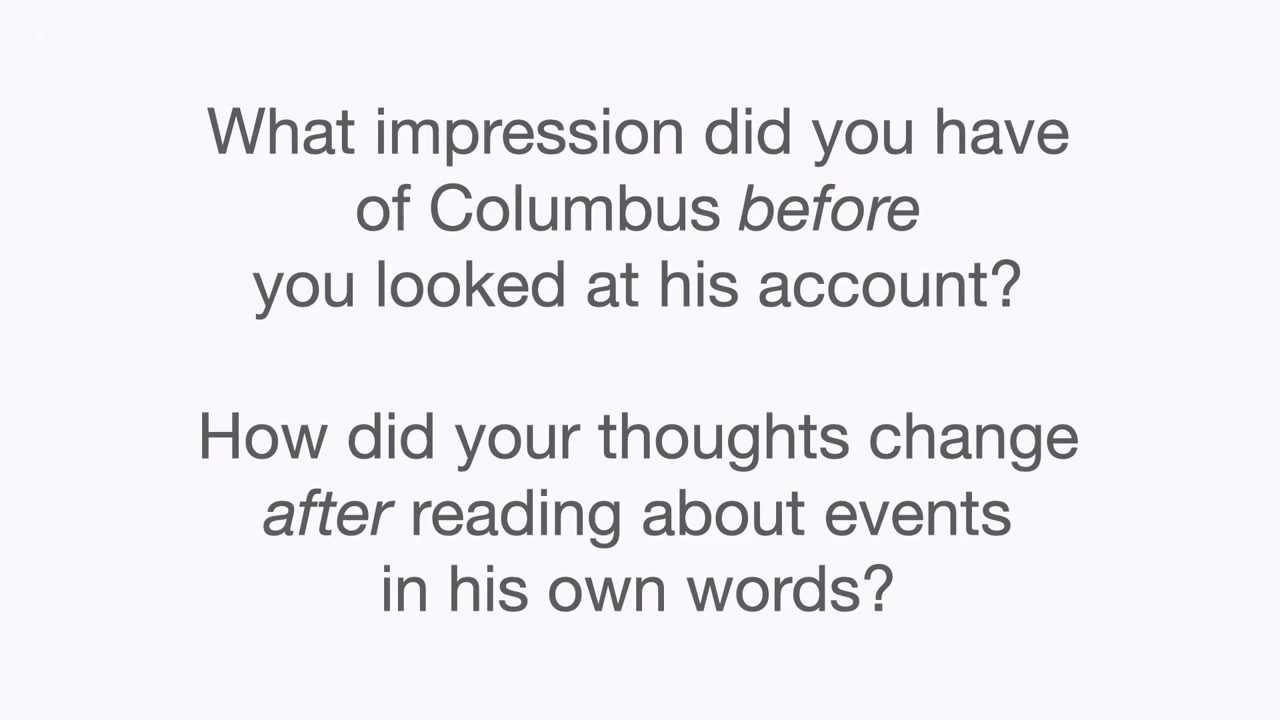 What impression did you have
of Columbus before
you looked at his account?
How did your thoughts change
after reading about events
in his own words?